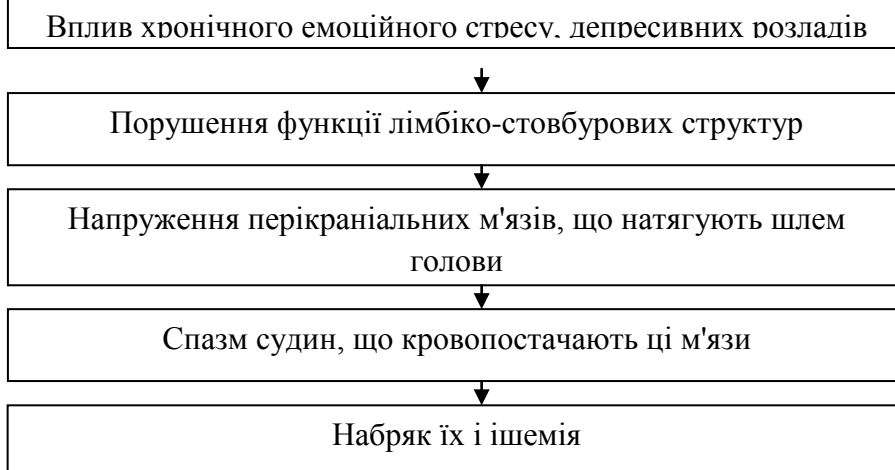 Вплив хронічного емоційного стресу, депресивних розладів
Порушення функції лімбіко-стовбурових структур
Напруження перікраніальних м'язів, що натягують шлем
голови
Спазм судин, що кровопостачають ці м'язи
Набряк їх і ішемія